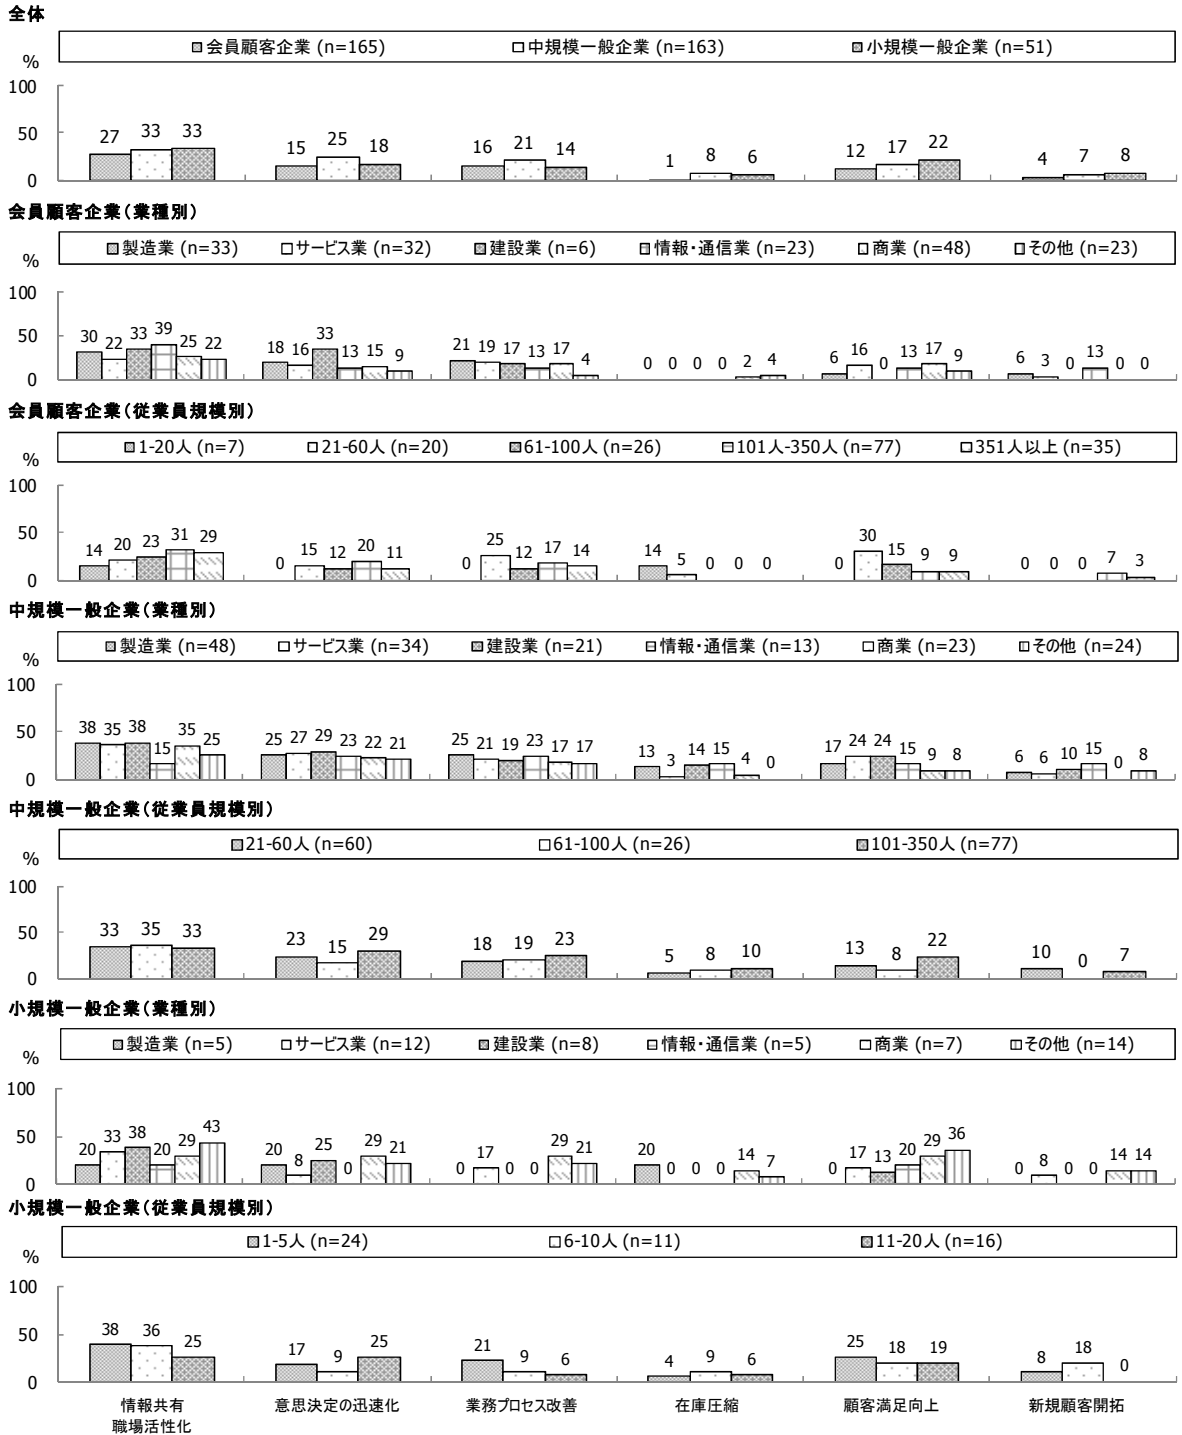 全体
会員顧客企業 (n=165) 中規模一般企業 (n=163) 小規模一般企業 (n=51)
%
100
50
0
27 33 33 15 25 18 16 21 14 1 8 6 12 17 22 4 7 8
会員顧客企業(業種別)
製造業 (n=33) サービス業 (n=32) 建設業 (n=6) 情報・通信業 (n=23) 商業 (n=48) その他 (n=23)
%
100
50
0
30 22 33 39 25 22 18 16 33 13 15 9 21 19 17 13 17 4 0 0 0 0 2 4 6 16 0 13 17 9 6 3 0 13 0 0
会員顧客企業(従業員規模別)
1-20人 (n=7) 21-60人 (n=20) 61-100人 (n=26) 101人-350人 (n=77) 351人以上 (n=35)
%
100
50
0
14 20 23 31 29 0 15 12 20 11 0 25 12 17 14 14 5 0 0 0 0 30 15 9 9 0 0 0 7 3
中規模一般企業(業種別)
製造業 (n=48) サービス業 (n=34) 建設業 (n=21) 情報・通信業 (n=13) 商業 (n=23) その他 (n=24)
%
100
50
0
38 35 38 15 35 25 25 27 29 23 22 21 25 21 19 23 17 17 13 3 14 15 4 0 17 24 24 15 9 8 6 6 10 15 0 8
中規模一般企業(従業員規模別)
21-60人 (n=60) 61-100人 (n=26) 101-350人 (n=77)
%
100
50
0
33 35 33 23 15 29 18 19 23 5 8 10 13 8 22 10 0 7
小規模一般企業(業種別)
製造業 (n=5) サービス業 (n=12) 建設業 (n=8) 情報・通信業 (n=5) 商業 (n=7) その他 (n=14)
%
100
50
0
20 33 38 20 29 43 20 8 25 0 29 21 0 17 0 0 29 21 20 0 0 0 14 7 0 17 13 20 29 36 0 8 0 0 14 14
小規模一般企業(従業員規模別)
1-5人 (n=24) 6-10人 (n=11) 11-20人 (n=16)
%
100
50
0
38 36 25 17 9 25 21 9 6 4 9 6 25 18 19 8 18 0
情報共有 意思決定の迅速化 業務プロセス改善 在庫圧縮 顧客満足向上 新規顧客開拓
職場活性化